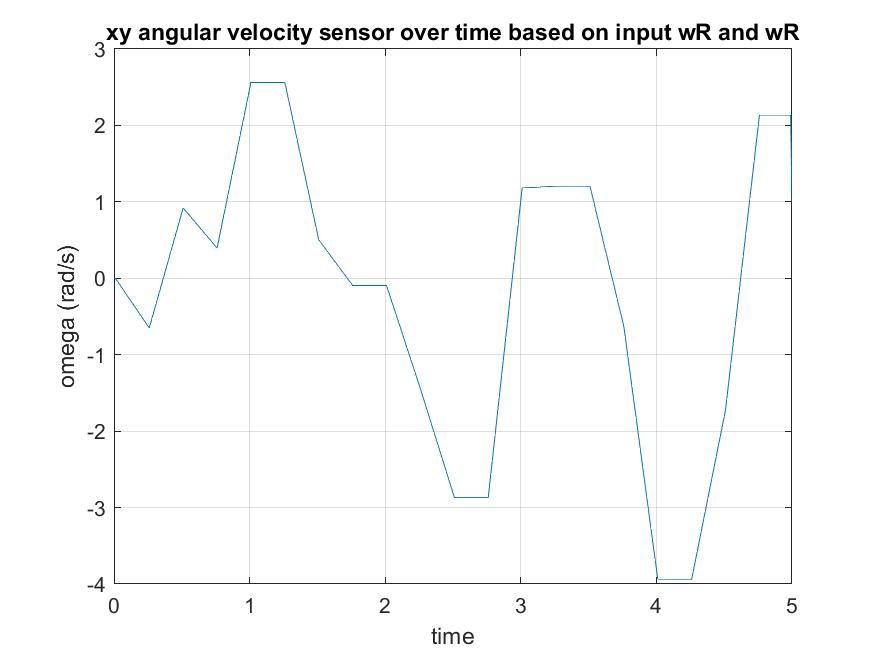 xy angular velocity sensor over time based on input wR and wR
3
2
1
0
-1
-2
-3
-4
omega (rad/s)
0 1 2 3 4 5
time